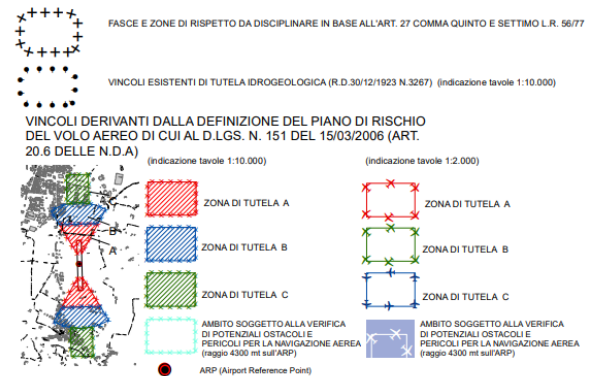 FASCE E ZONE DI RISPETTO DA DISCIPLINARE IN BASE ALL'ART. 27 COMMA QUINTO E SETTIMO L.R. 56/77
VINCOLI ESISTENTI DI TUTELA IDROGEOLOGICA (R.D.30/12/1923 N.3267) (indicazione tavole 1:10.000)
VINCOLI DERIVANTI DALLA DEFINIZIONE DEL PIANO DI RISCHIO
DEL VOLO AEREO DI CUI AL D.LGS. N. 151 DEL 15/03/2006 (ART.
20.6 DELLE N.D.A)
(indicazione tavole 1:10.000)
(indicazione tavole 1:2.000)
A
B
A
ZONA DI TUTELA A
ZONA DI TUTELA A
ZONA DI TUTELA B
ZONA DI TUTELA B
ZONA DI TUTELA C
ZONA DI TUTELA C
AMBITO SOGGETTO ALLA VERIFICA
DI POTENZIALI OSTACOLI E
PERICOLI PER LA NAVIGAZIONE AEREA
(raggio 4300 mt sull'ARP)
AMBITO SOGGETTO ALLA VERIFICA
DI POTENZIALI OSTACOLI E
PERICOLI PER LA NAVIGAZIONE AEREA
(raggio 4300 mt sull'ARP)
ARP (Airport Reference Point)